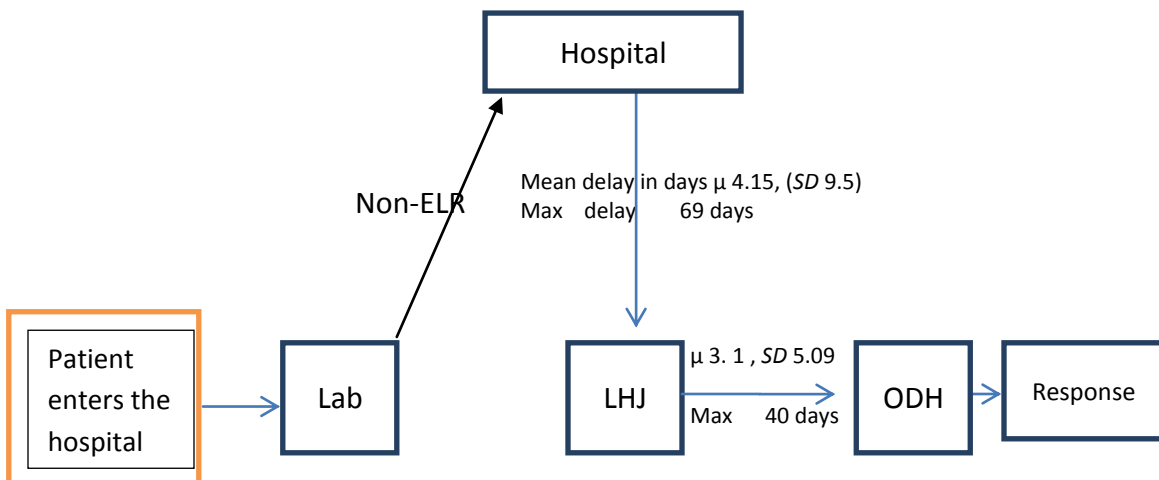 Hospital
Mean delay in days µ 4.15, (SD 9.5)
Max delay 69 days
Non-ELR
Patient
enters the
hospital
Lab
LHJ
µ 3. 1 , SD 5.09
Max 40 days
ODH
Response